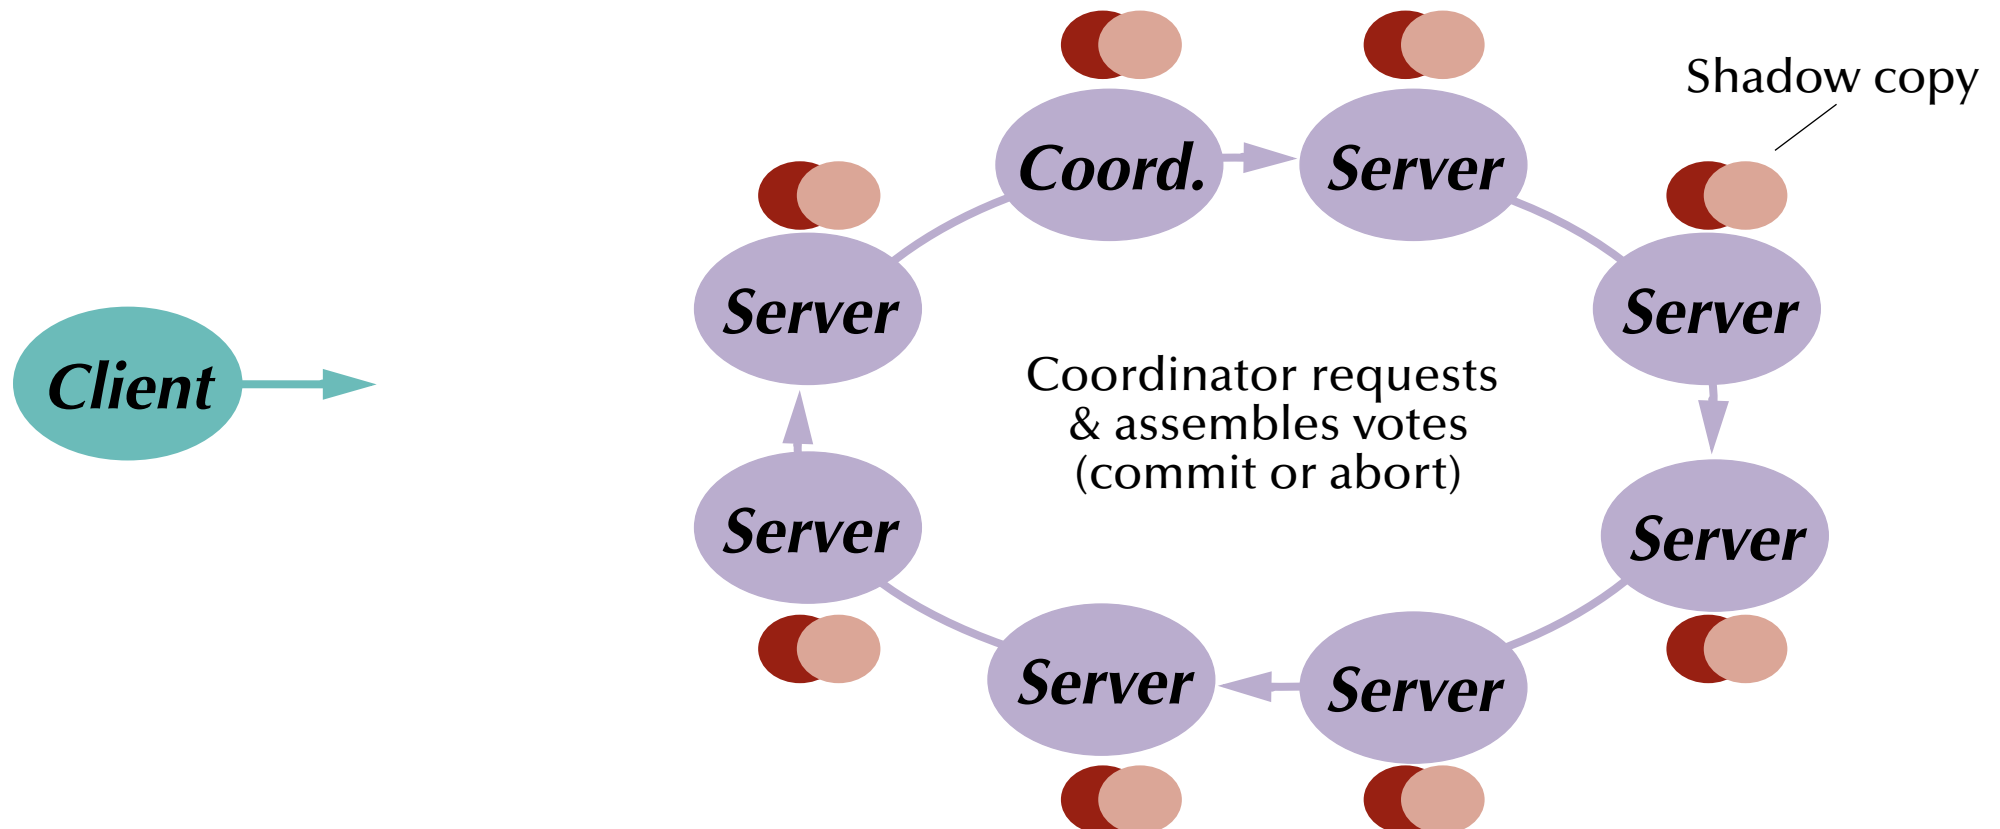 Shadow copy
Coord.
Server
Server
Server
Client
Coordinator requests
& assembles votes
(commit or abort)
Server
Server
Server
Server